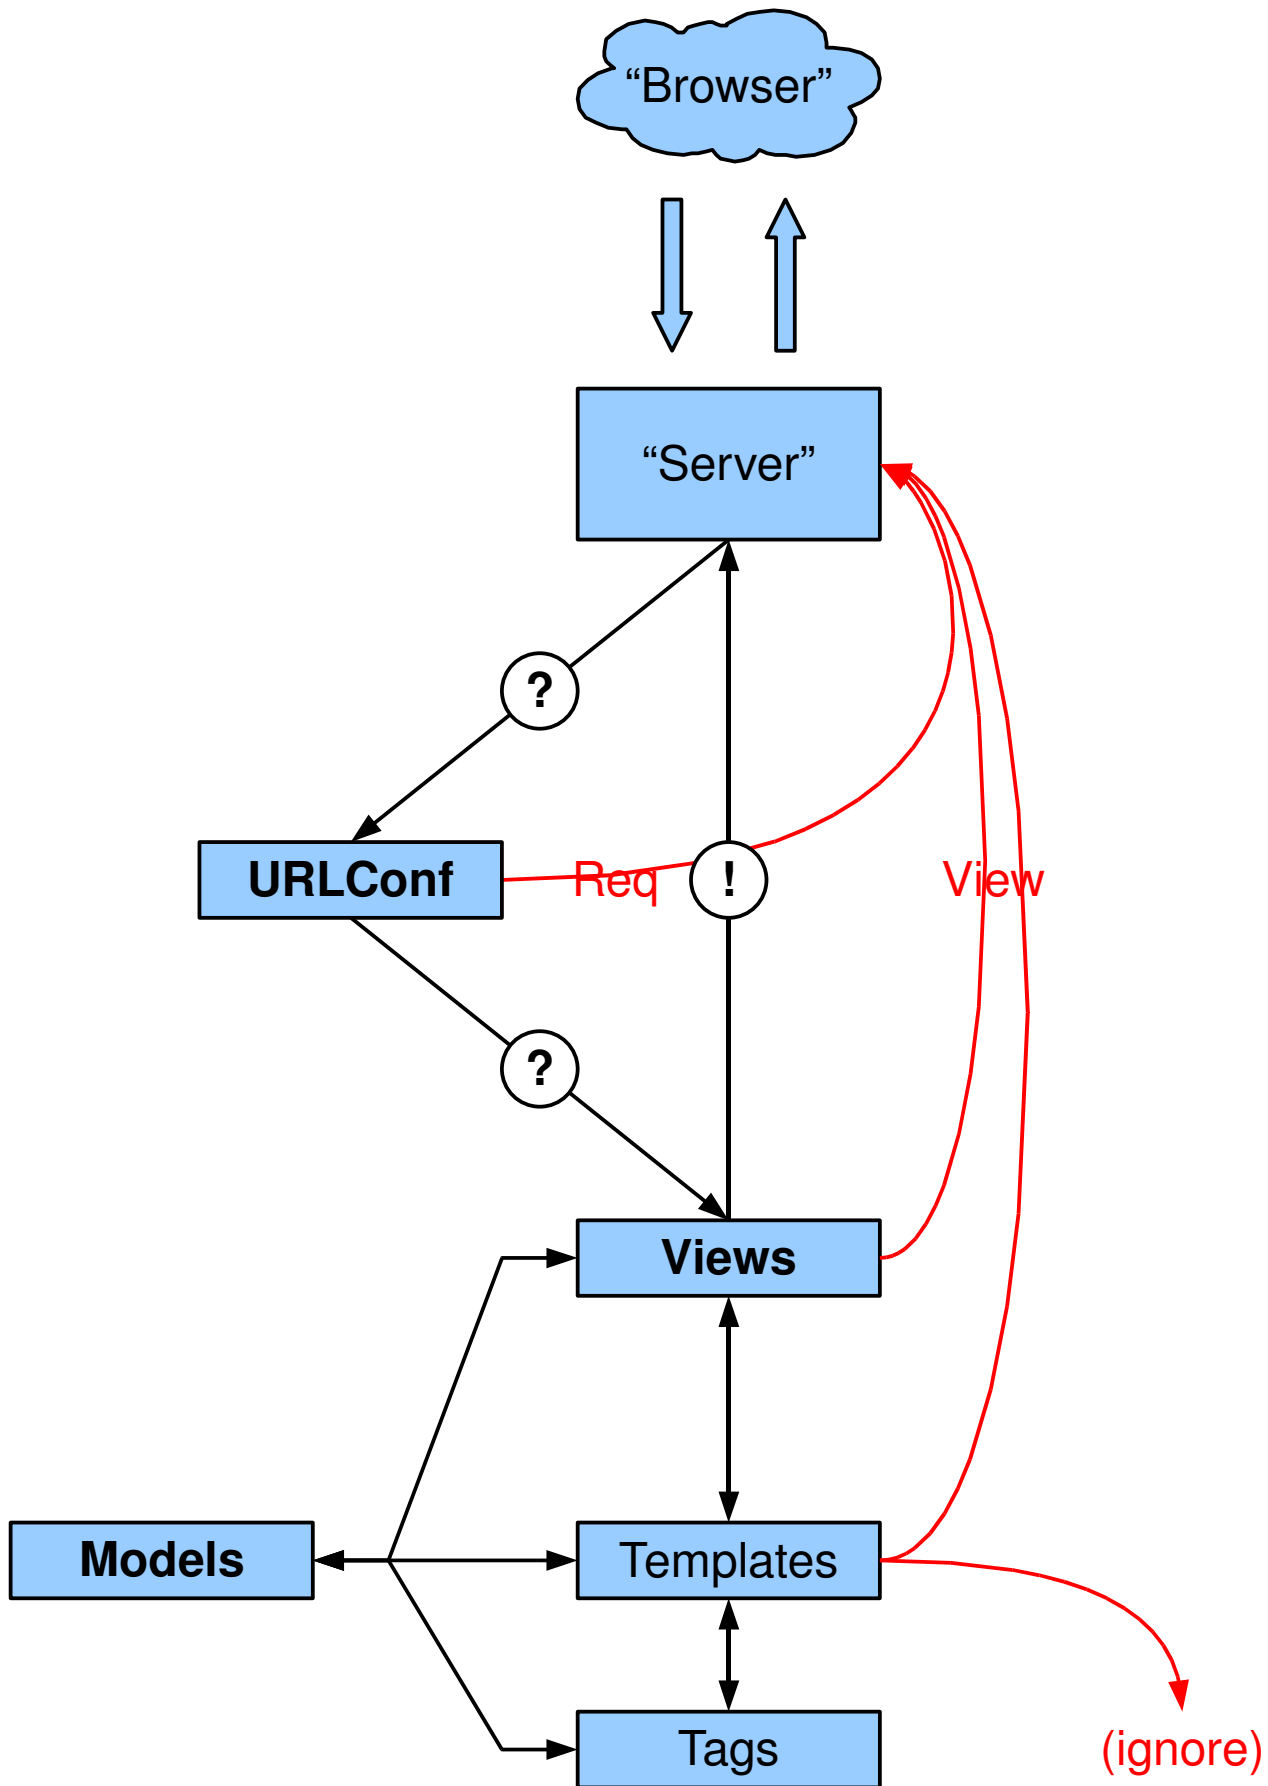 “Browser”
“Server”
?
URLConf
Req
!
View
?
Views
Models
Templates
Tags
(ignore)